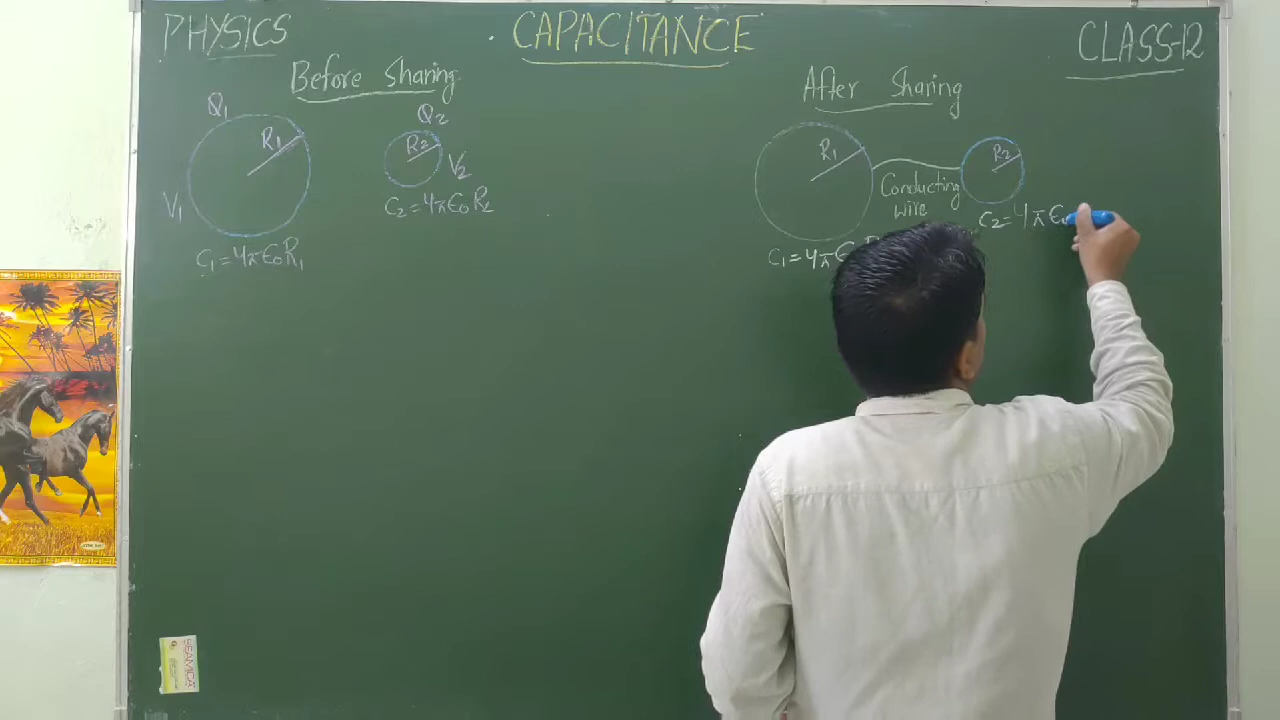 PHYSICS
CAPACITANCE
CLASS-12
Before Sharing
After Sharing
Q1
R1
V1
C1=4πϵ0R1
Q2
R2
V2
C2=4πϵ0R2
R1
Conducting
wire
R2
C1=4πϵ
C2=4πϵ0